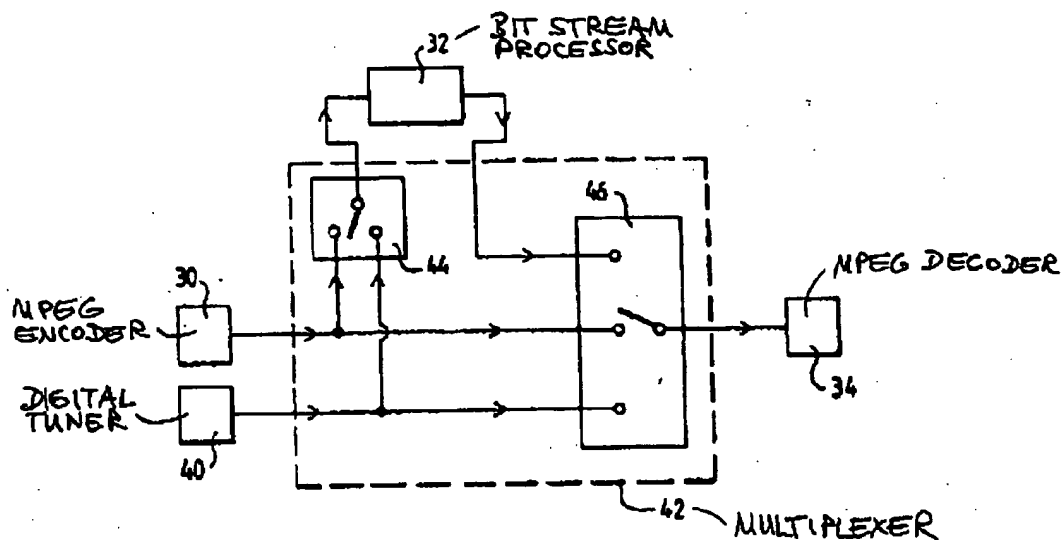 32
BIT STREAM
PROCESSOR
46
44
30
MPEG
ENCODER
MPEG DECODER
34
DIGITAL
TUNER
40
42
MULTIPLEXER